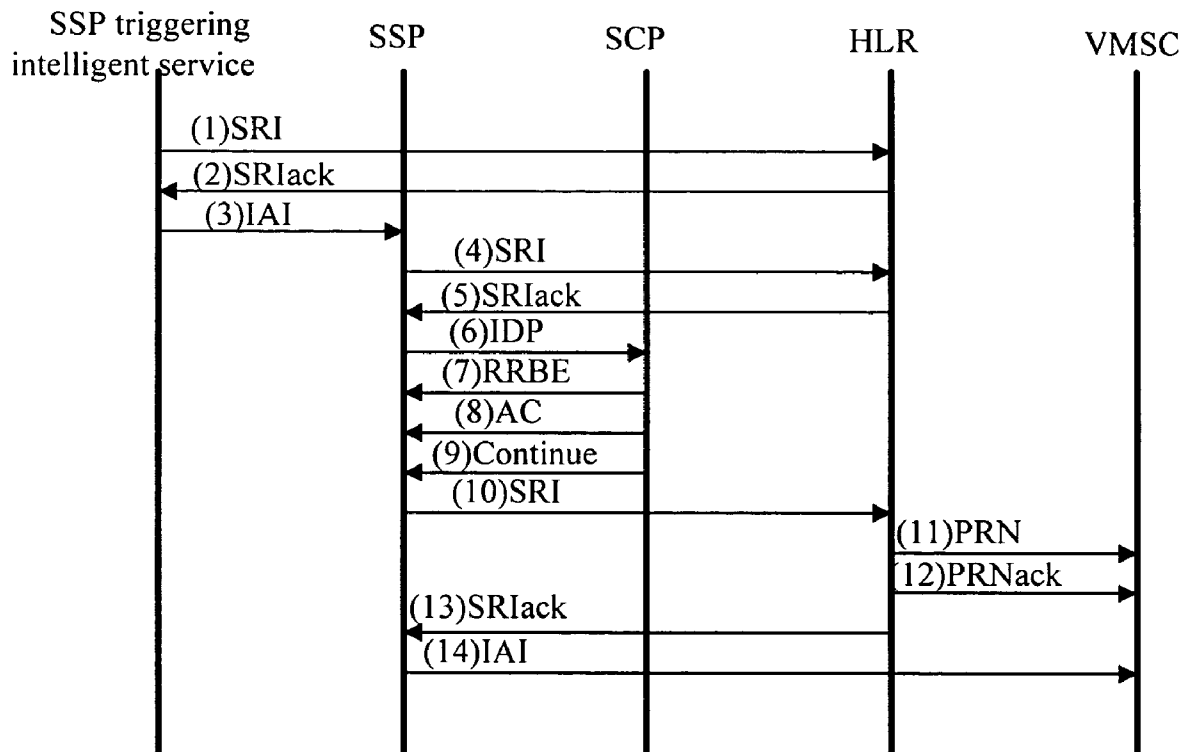 SSP triggering
intelligent service
SSP
SCP
HLR
VMSC
(1)SRI
(2)SRIack
(3)IAI
(4)SRI
(5)SRIack
(6)IDP
(7)RRBE
(8)AC
(9)Continue
(10)SRI
(11)PRN
(12)PRNack
(13)SRIack
(14)IAI